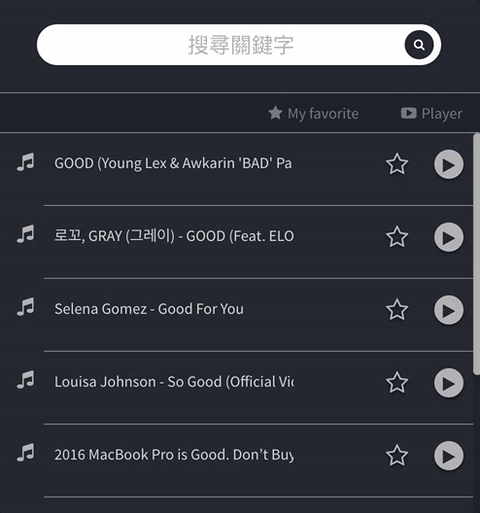 搜尋關鍵字
My favorite
Player
GOOD (Young Lex & Awkarin 'BAD' Pa
로꼬, GRAY (그레이) - GOOD (Feat. ELO
Selena Gomez - Good For You
Louisa Johnson - So Good (Official Vi
2016 MacBook Pro is Good. Don’t Buy